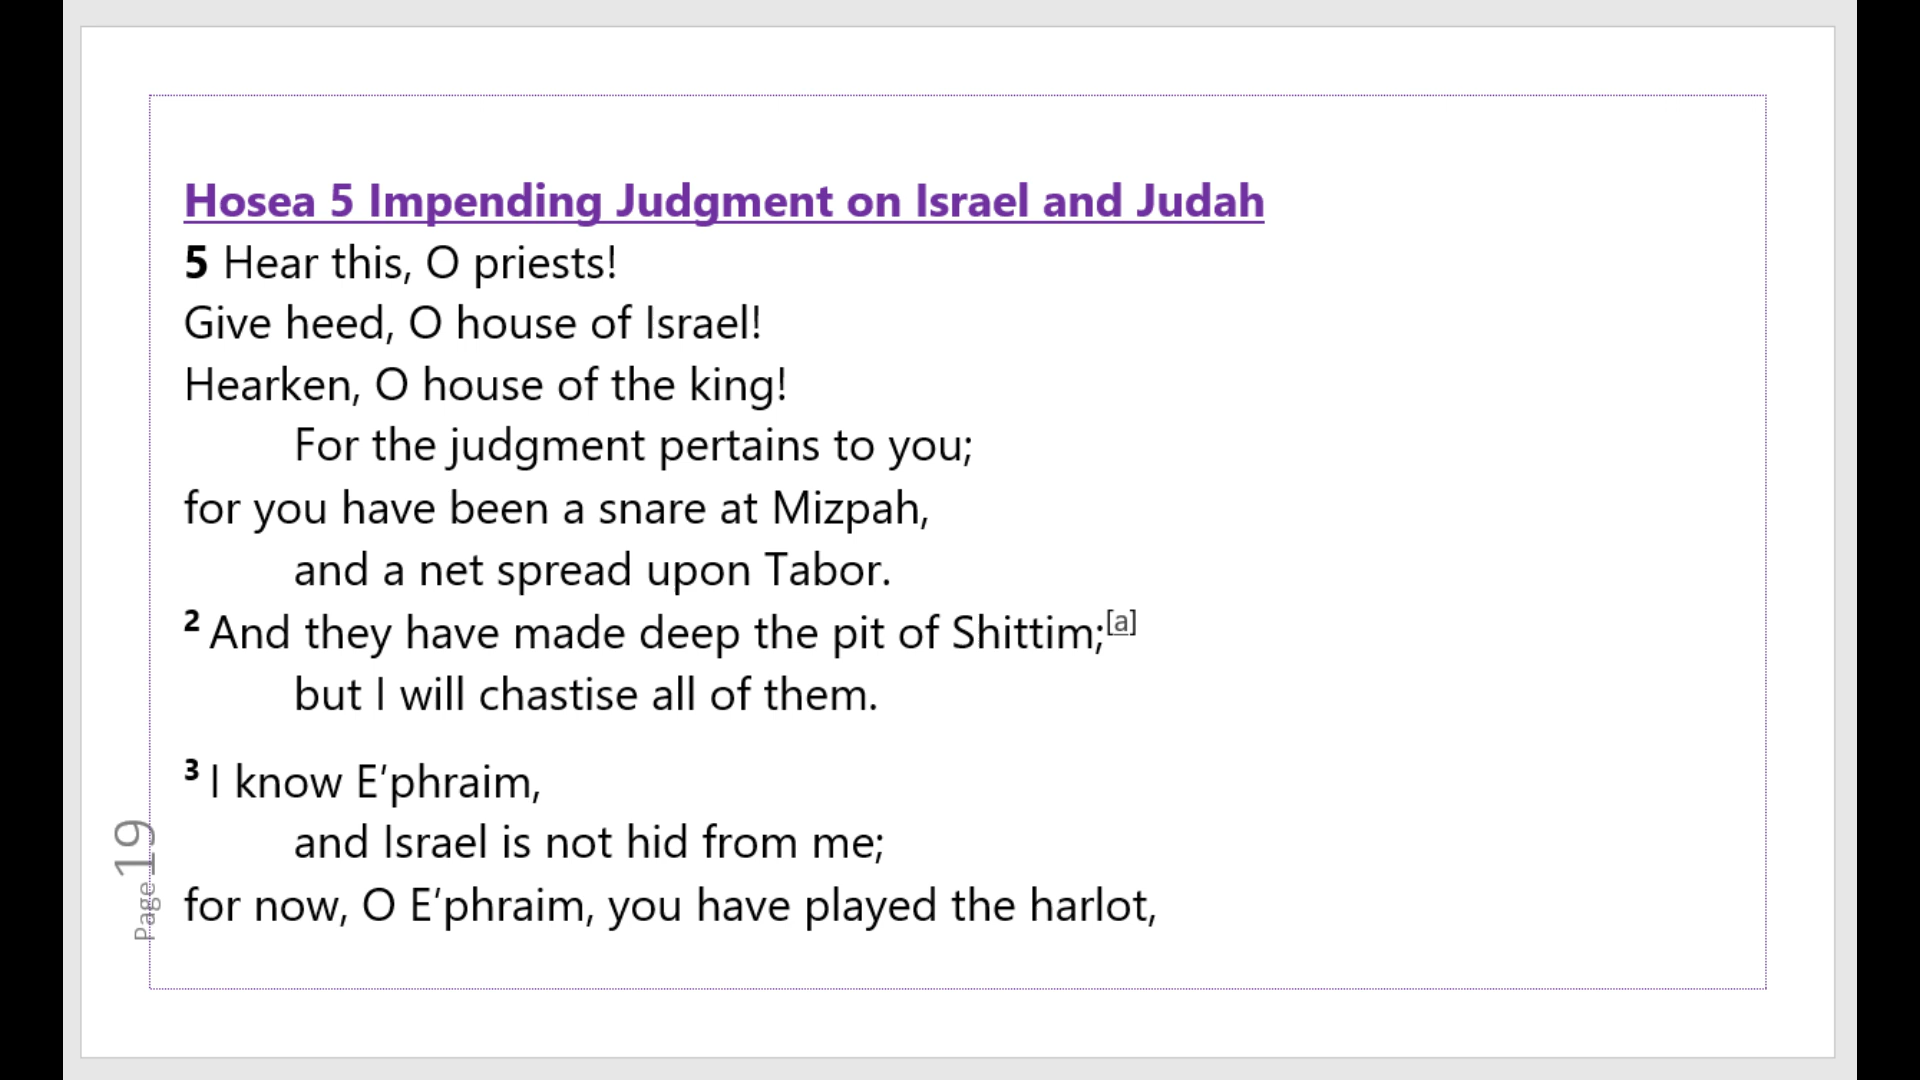 Hosea 5 Impending Judgment on Israel and Judah
5 Hear this, O priests!
Give heed, O house of Israel!
Hearken, O house of the king!
For the judgment pertains to you;
for you have been a snare at Mizpah,
and a net spread upon Tabor.
2 And they have made deep the pit of Shittim;[a]
but I will chastise all of them.
3 I know E′phraim,
and Israel is not hid from me;
for now, O E′phraim, you have played the harlot,
Page 19